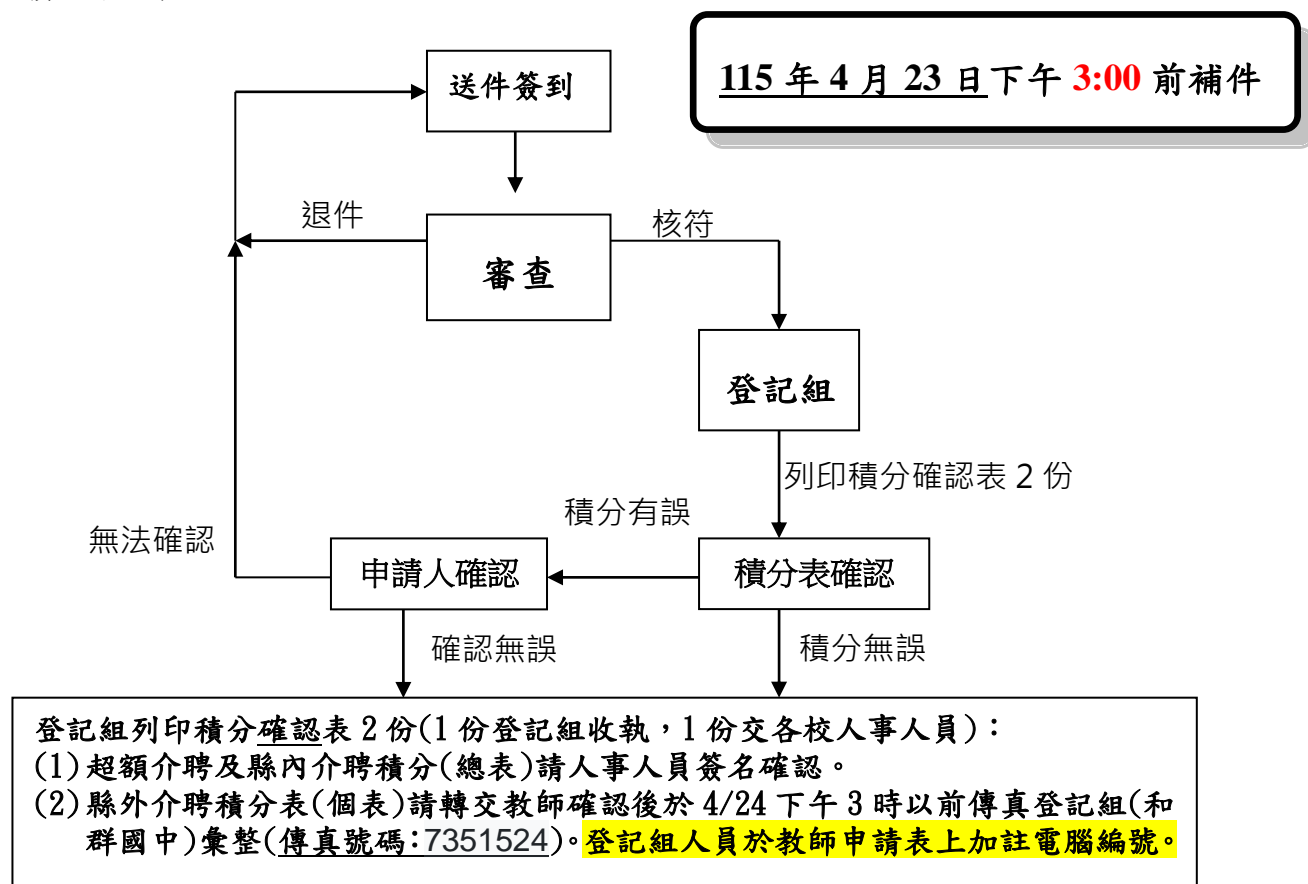 115 年 4 月 23 日下午 3:00 前補件
送件簽到
退件
核符
審查
登記組
列印積分確認表 2 份
積分有誤
無法確認
申請人確認
積分表確認
確認無誤
積分無誤
登記組列印積分確認表 2 份(1 份登記組收執，1 份交各校人事人員)：
(1)超額介聘及縣內介聘積分(總表)請人事人員簽名確認。
(2)縣外介聘積分表(個表)請轉交教師確認後於 4/24 下午 3 時以前傳真登記組(和
群國中)彙整(傳真號碼:7351524)。登記組人員於教師申請表上加註電腦編號。